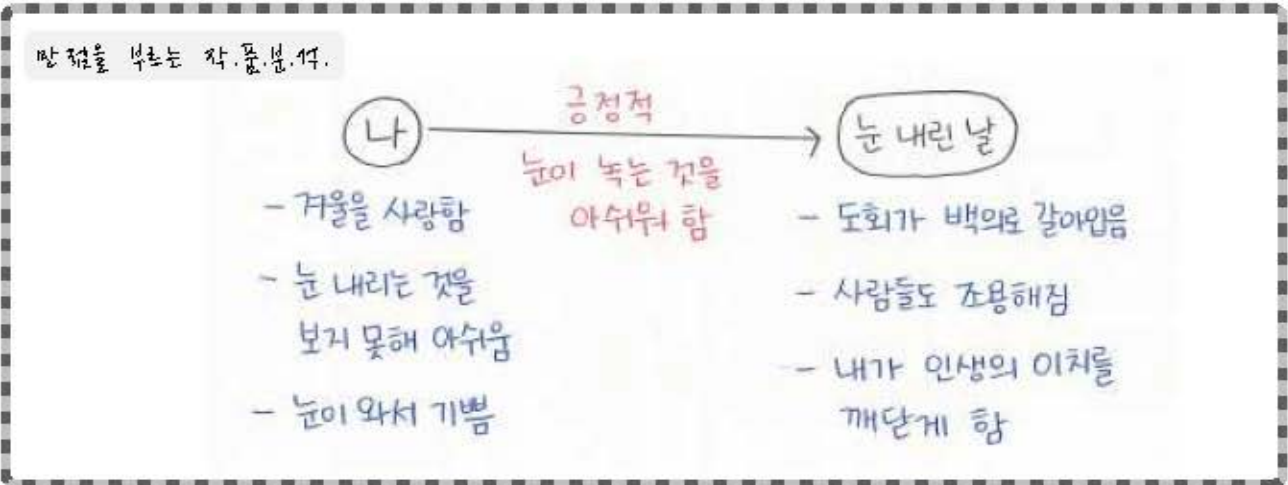 만점을 부르는 작.품.분.석.
나
긍정적
눈 내린 날
눈이 녹는 것을
아쉬워 함
- 겨울을 사랑함
- 눈 내리는 것을
보지 못해 아쉬움
- 눈이 와서 기쁨
- 도회가 백의로 갈아입음
- 사람들도 조용해짐
- 내가 인생의 이치를
깨닫게 함